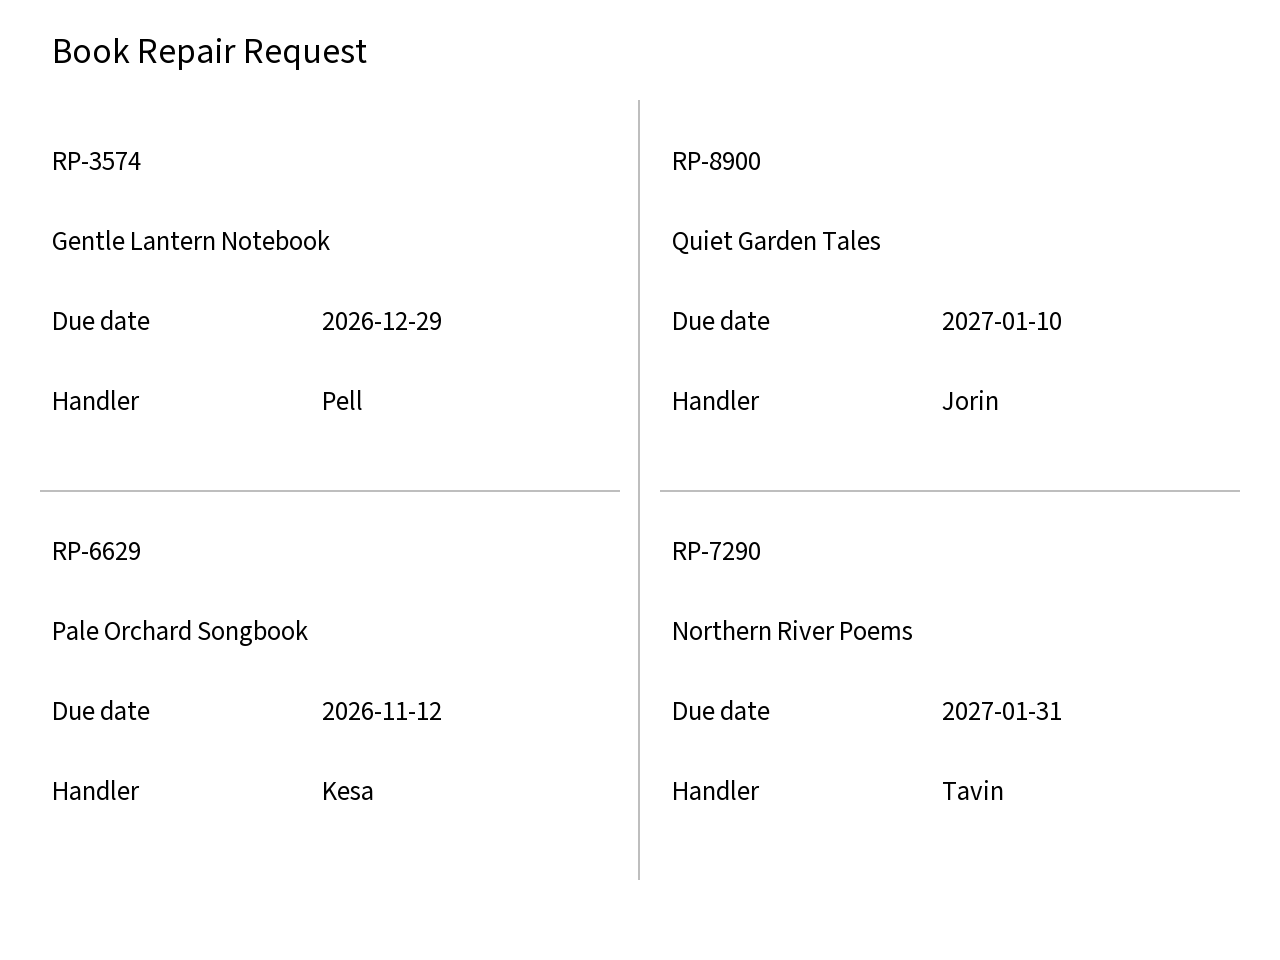 Book Repair Request
RP-3574
Gentle Lantern Notebook
Due date 2026-12-29
Handler Pell
RP-6629
Pale Orchard Songbook
Due date 2026-11-12
Handler Kesa
RP-8900
Quiet Garden Tales
Due date 2027-01-10
Handler Jorin
RP-7290
Northern River Poems
Due date 2027-01-31
Handler Tavin